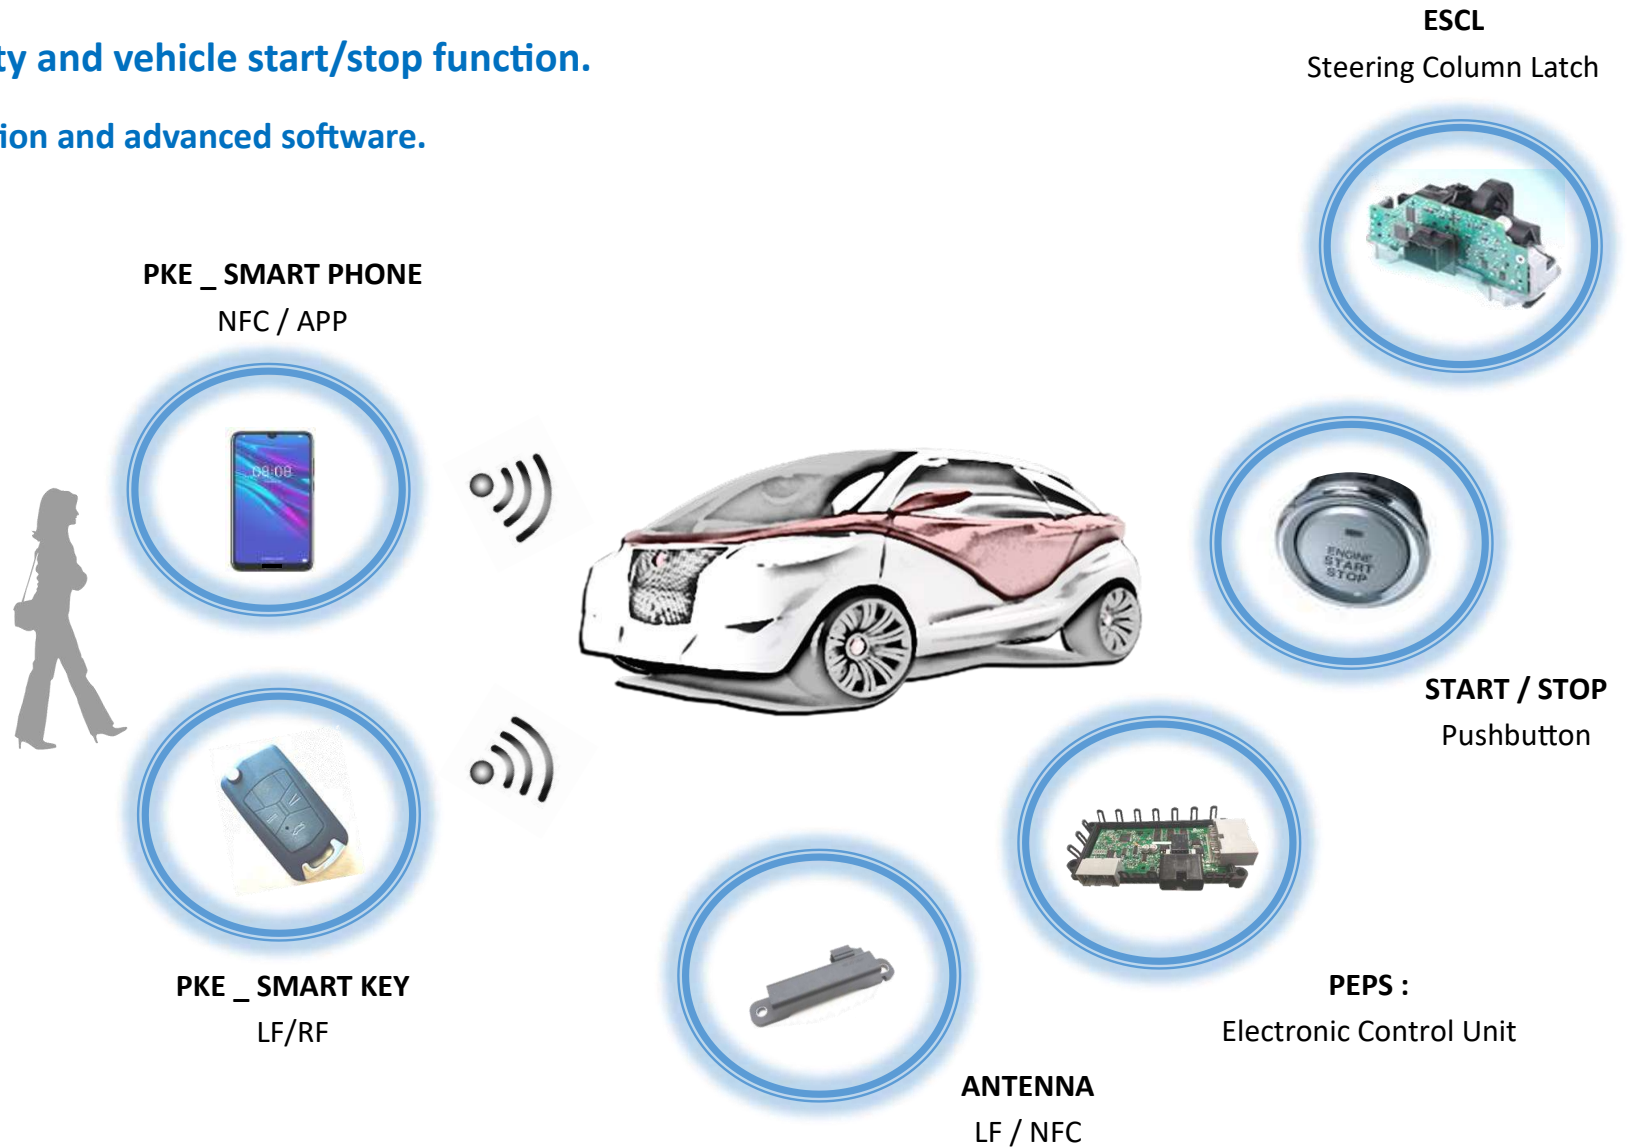 ty and vehicle start/stop function.
tion and advanced software.
ESCL
Steering Column Latch
PKE _ SMART PHONE
NFC / APP
08:08
ENGINE
START
STOP
START / STOP
Pushbutton
PKE _ SMART KEY
LF/RF
PEPS :
Electronic Control Unit
ANTENNA
LF / NFC